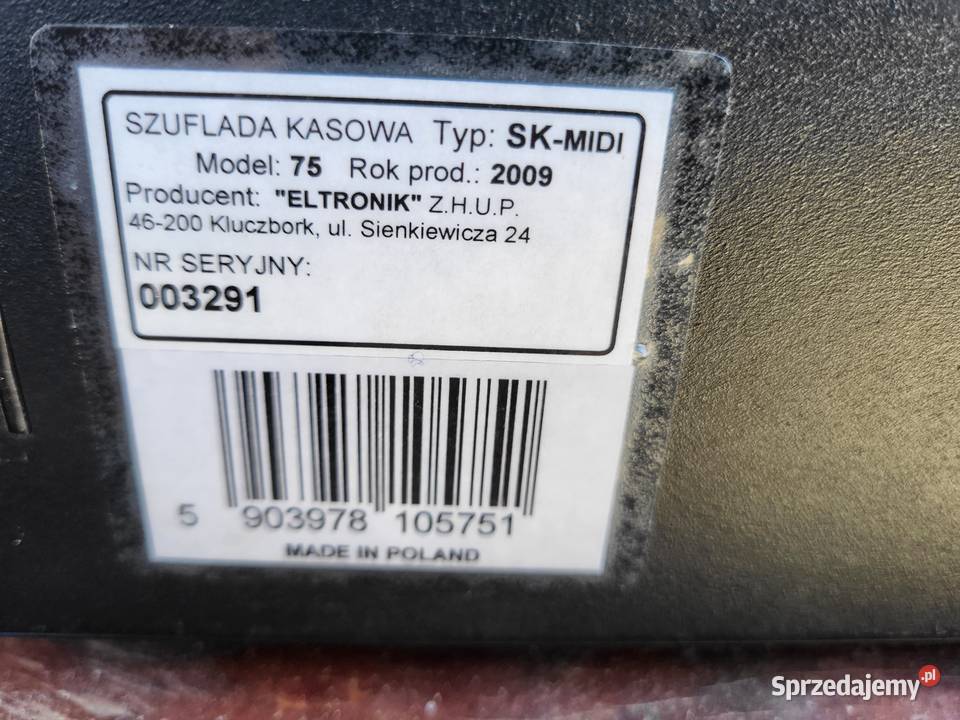 SZUFLADA KASOWA Typ: SK-MIDI
Model: 75 Rok prod.: 2009
Producent: "ELTRONIK" Z.H.U.P.
46-200 Kluczbork, ul. Sienkiewicza 24
NR SERYJNY:
003291
5 903978 105751
MADE IN POLAND
Sprzedajemy.pl